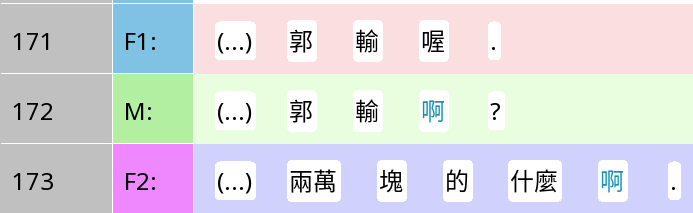 171 F1: (...) 郭 輸 喔 .
172 M: (...) 郭 輸 啊 ?
173 F2: (...) 兩萬 塊 的 什麼 啊 .